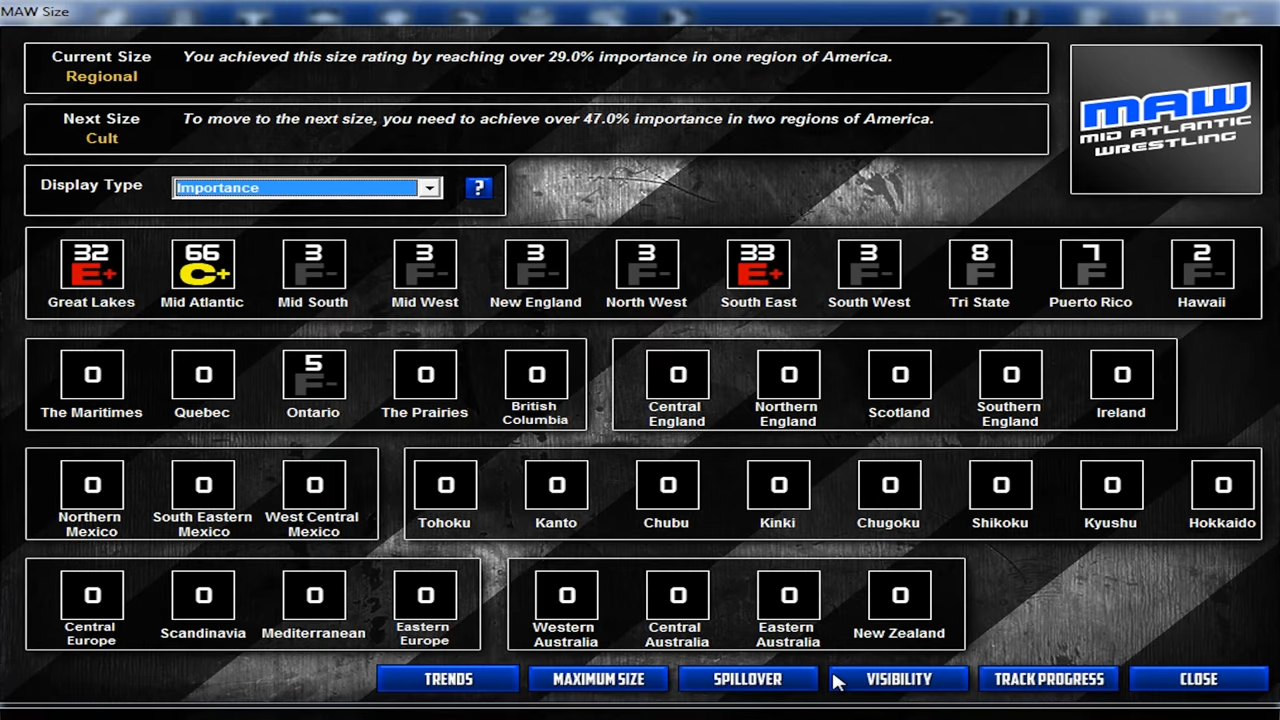 MAW Size
Current Size
Regional
You achieved this size rating by reaching over 29.0% importance in one region of America.
Next Size
Cult
To move to the next size, you need to achieve over 47.0% importance in two regions of America.
MAW
MID ATLANTIC
WRESTLING
Display Type
Importance
?
32 66 3 3 3 3 33 3 8 7 2
E+ C+ F- F- F- F- E+ F- F F F-
Great Lakes Mid Atlantic Mid South Mid West New England North West South East South West Tri State Puerto Rico Hawaii
0 0 5 0 0
F-
The Maritimes Quebec Ontario The Prairies British Columbia
0 0 0 0 0
Central England Northern England Scotland Southern England Ireland
0 0 0
Northern Mexico South Eastern Mexico West Central Mexico
0 0 0 0 0 0 0 0
Tohoku Kanto Chubu Kinki Chugoku Shikoku Kyushu Hokkaido
0 0 0 0
Central Europe Scandinavia Mediterranean Eastern Europe
0 0 0 0
Western Australia Central Australia Eastern Australia New Zealand
TRENDS MAXIMUM SIZE SPILLOVER VISIBILITY TRACK PROGRESS CLOSE